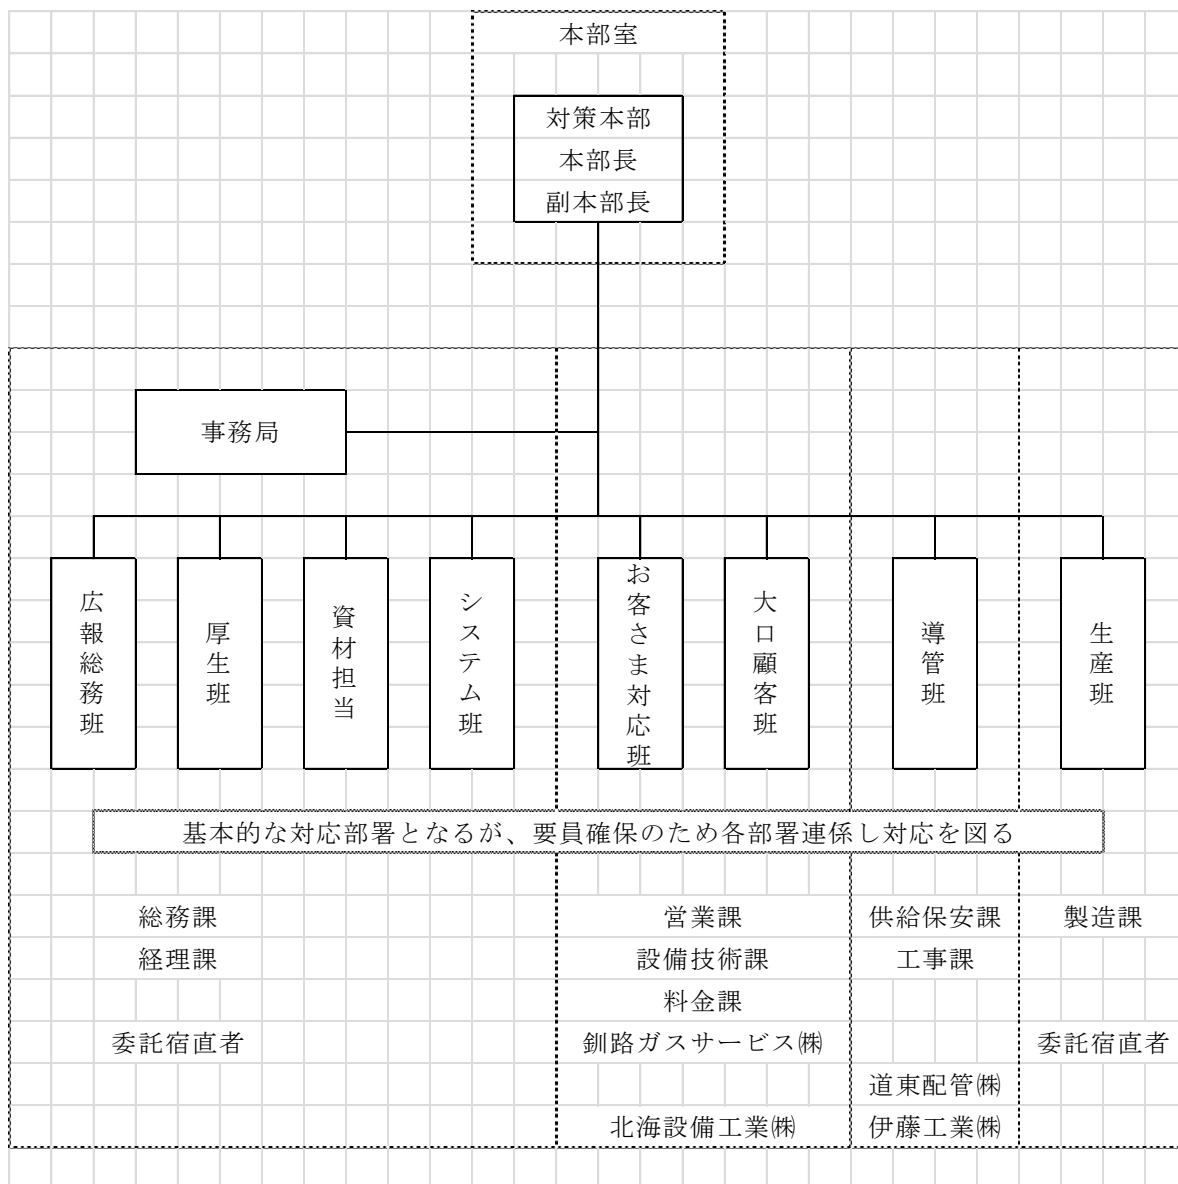 本部室
対策本部
本部長
副本部長
事務局
広報総務班
厚生班
資材担当
システム班
お客さま対応班
大口顧客班
導管班
生産班
基本的な対応部署となるが、要員確保のため各部署連係し対応を図る
総務課
経理課
委託宿直者
営業課
設備技術課
料金課
釧路ガスサービス㈱
北海設備工業㈱
供給保安課
工事課
道東配管㈱
伊藤工業㈱
製造課
委託宿直者